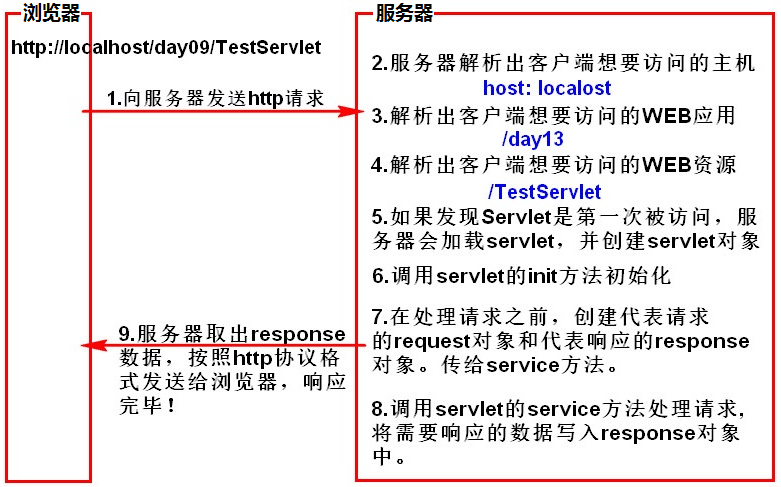 浏览器
http://localhost/day09/TestServlet
1.向服务器发送http请求
9.服务器取出response
数据，按照http协议格
式发送给浏览器，响应
完毕！
服务器
2.服务器解析出客户端想要访问的主机
host: localost
3.解析出客户端想要访问的WEB应用
/day13
4.解析出客户端想要访问的WEB资源
/TestServlet
5.如果发现Servlet是第一次被访问，服
务器会加载servlet，并创建servlet对象
6.调用servlet的init方法初始化
7.在处理请求之前，创建代表请求
的request对象和代表响应的response
对象。传给service方法。
8.调用servlet的service方法处理请求,
将需要响应的数据写入response对象
中。